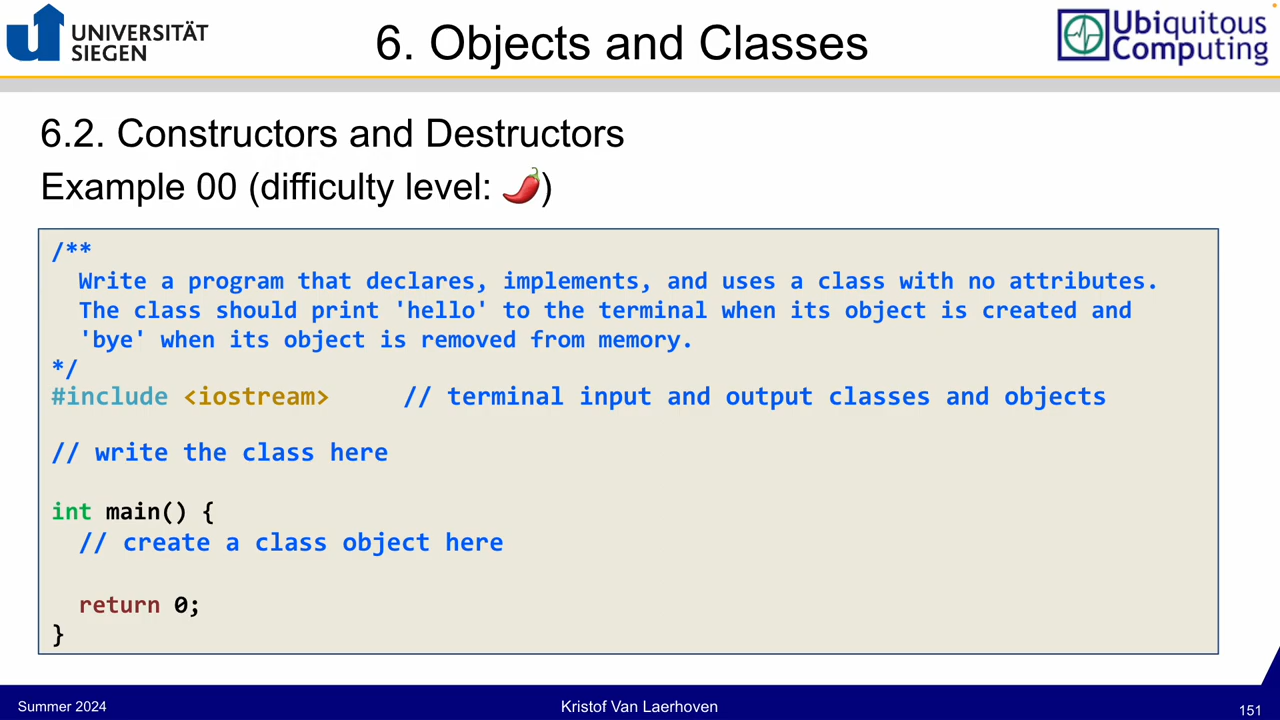 UNIVERSITÄT
SIEGEN
6. Objects and Classes
Ubiquitous
Computing
6.2. Constructors and Destructors
Example 00 (difficulty level: 🌶️)
/**
  Write a program that declares, implements, and uses a class with no attributes.
  The class should print 'hello' to the terminal when its object is created and
  'bye' when its object is removed from memory.
*/
#include <iostream>     // terminal input and output classes and objects
// write the class here
int main() {
  // create a class object here
  return 0;
}
Summer 2024
Kristof Van Laerhoven
151